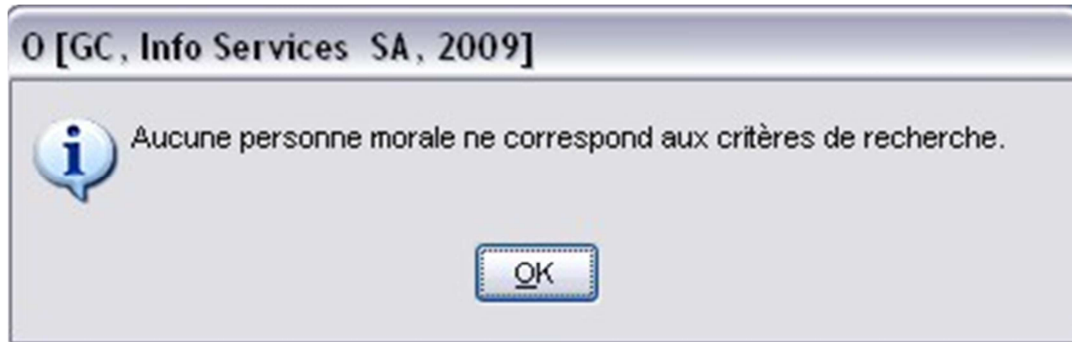 O [GC, Info Services SA, 2009]
Aucune personne morale ne correspond aux critères de recherche.
OK